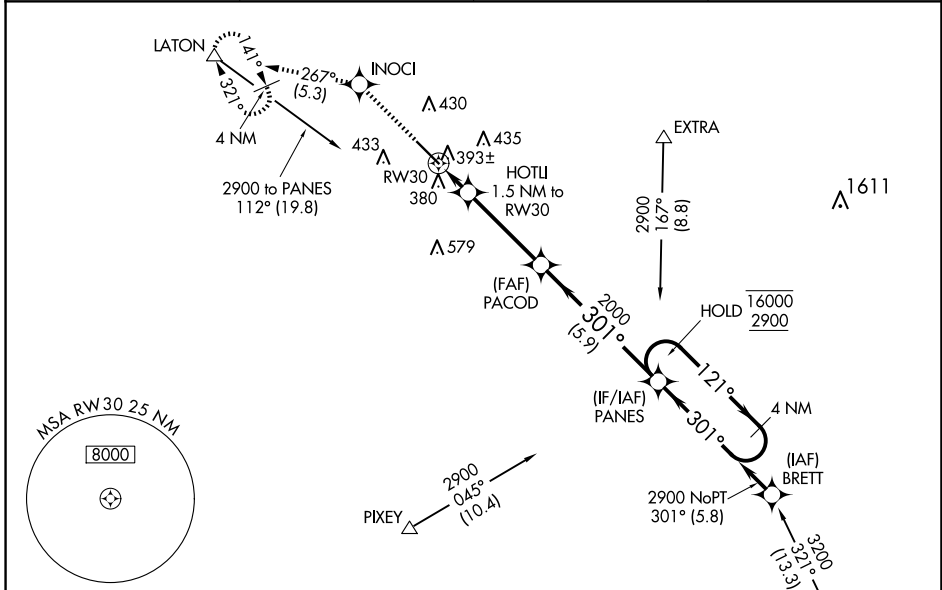 LATON
141°
321°
4 NM
267°
(5.3)
INOCI
430
435
433
393±
RW30
380
HOTLI
1.5 NM to
RW30
2900 to PANES
112° (19.8)
579
EXTRA
2900
167°
(8.8)
1611
(FAF)
PACOD
2000
301°
(5.9)
HOLD
16000
2900
(IF/IAF)
PANES
121°
301°
4 NM
(IAF)
BRETT
2900 NoPT
301° (5.8)
3200
321°
(13.3)
PIXEY
2900
045°
(10.4)
MSA RW30 25 NM
8000